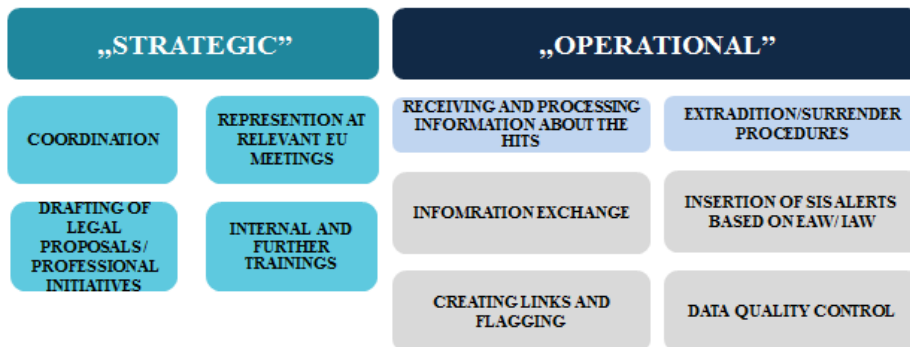 „STRATEGIC”
„OPERATIONAL”
COORDINATION
REPRESENTION AT
RELEVANT EU
MEETINGS
DRAFTING OF
LEGAL
PROPOSALS /
PROFESSIONAL
INITIATIVES
INTERNAL AND
FURTHER
TRAININGS
RECEIVING AND PROCESSING
INFORMATION ABOUT THE
HITS
EXTRADITION/SURRENDER
PROCEDURES
INFOMRATION EXCHANGE
INSERTION OF SIS ALERTS
BASED ON EAW/ IAW
CREATING LINKS AND
FLAGGING
DATA QUALITY CONTROL